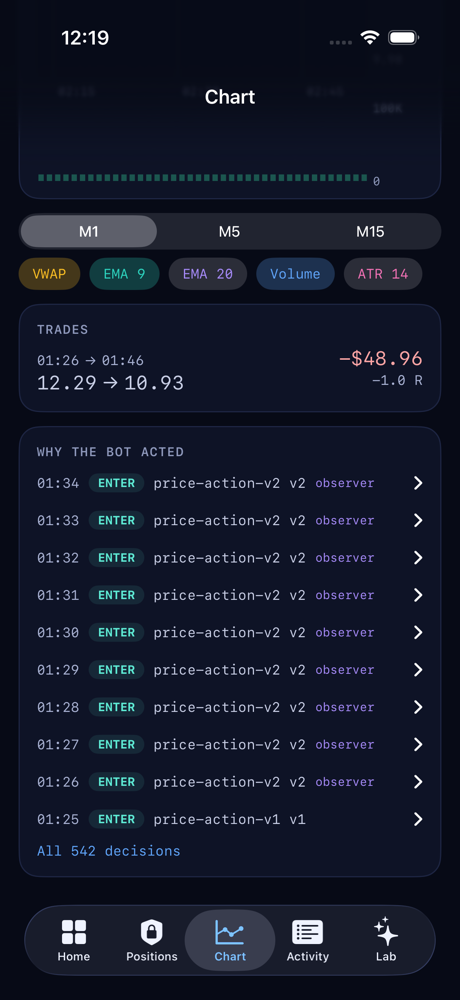 12:19
Chart
100K
0
M1 M5 M15
VWAP EMA 9 EMA 20 Volume ATR 14
TRADES
01:26 → 01:46 −$48.96
12.29 → 10.93 −1.0 R
WHY THE BOT ACTED
01:34 ENTER price-action-v2 v2 observer
01:33 ENTER price-action-v2 v2 observer
01:32 ENTER price-action-v2 v2 observer
01:31 ENTER price-action-v2 v2 observer
01:30 ENTER price-action-v2 v2 observer
01:29 ENTER price-action-v2 v2 observer
01:28 ENTER price-action-v2 v2 observer
01:27 ENTER price-action-v2 v2 observer
01:26 ENTER price-action-v2 v2 observer
01:25 ENTER price-action-v1 v1
All 542 decisions
Home Positions Chart Activity Lab